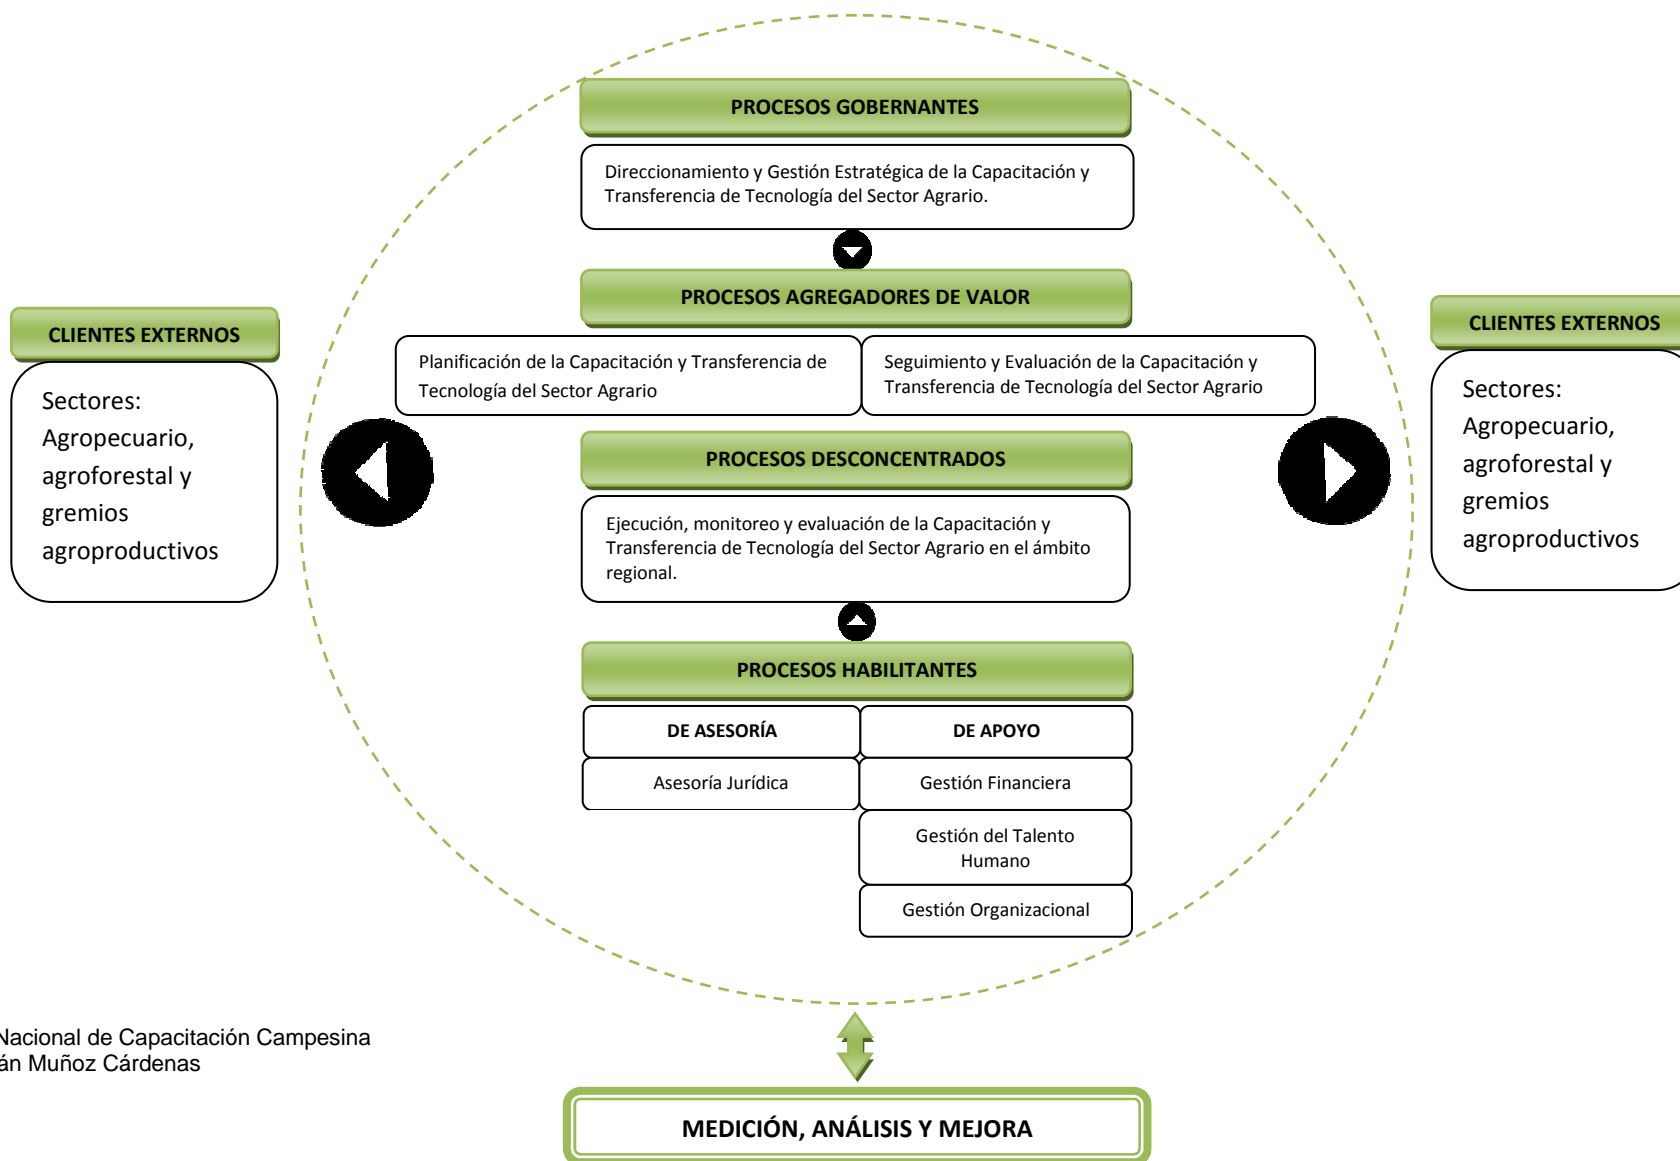 PROCESOS GOBERNANTES
Direccionamiento y Gestión Estratégica de la Capacitación y
Transferencia de Tecnología del Sector Agrario.
PROCESOS AGREGADORES DE VALOR
Planificación de la Capacitación y Transferencia de
Tecnología del Sector Agrario
Seguimiento y Evaluación de la Capacitación y
Transferencia de Tecnología del Sector Agrario
CLIENTES EXTERNOS
Sectores:
Agropecuario,
agroforestal y
gremios
agroproductivos
CLIENTES EXTERNOS
Sectores:
Agropecuario,
agroforestal y
gremios
agroproductivos
PROCESOS DESCONCENTRADOS
Ejecución, monitoreo y evaluación de la Capacitación y
Transferencia de Tecnología del Sector Agrario en el ámbito
regional.
PROCESOS HABILITANTES
DE ASESORÍA
Asesoría Jurídica
DE APOYO
Gestión Financiera
Gestión del Talento
Humano
Gestión Organizacional
Nacional de Capacitación Campesina
án Muñoz Cárdenas
MEDICIÓN, ANÁLISIS Y MEJORA